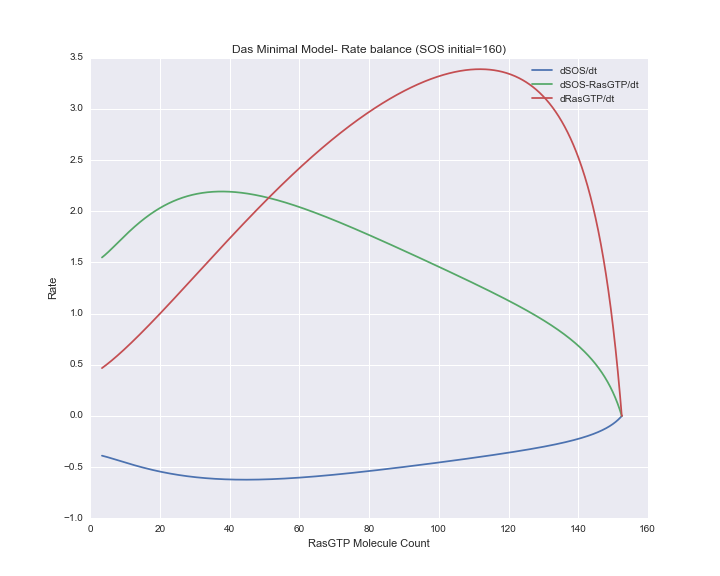 Das Minimal Model- Rate balance (SOS initial=160)
dSOS/dt
dSOS-RasGTP/dt
dRasGTP/dt
Rate
3.5
3.0
2.5
2.0
1.5
1.0
0.5
0.0
−0.5
−1.0
0 20 40 60 80 100 120 140 160
RasGTP Molecule Count